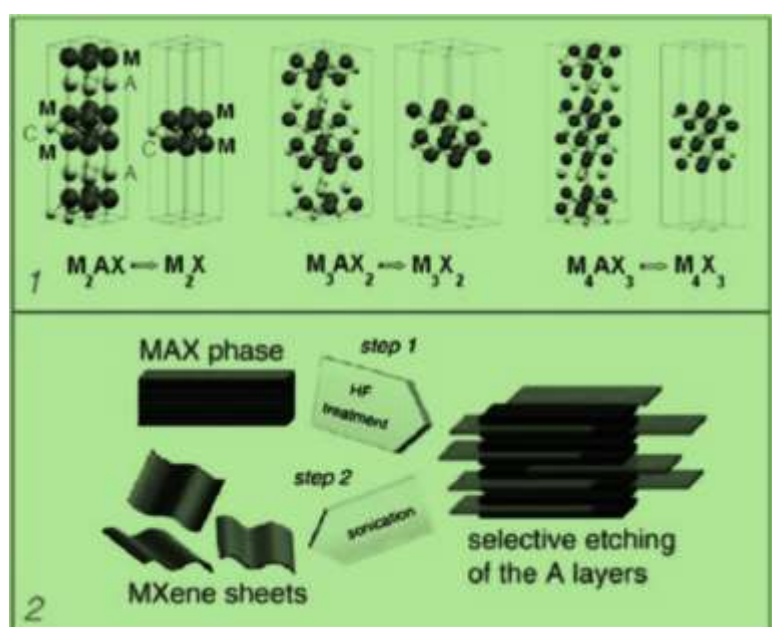 M
A
M
C
M
A
M
C
M
M₂AX ⟷ M₂X
M₃AX₂ ⟷ M₃X₂
M₄AX₃ ⟷ M₄X₃
1
MAX phase
step 1
HF
treatment
step 2
sonication
selective etching
of the A layers
MXene sheets
2